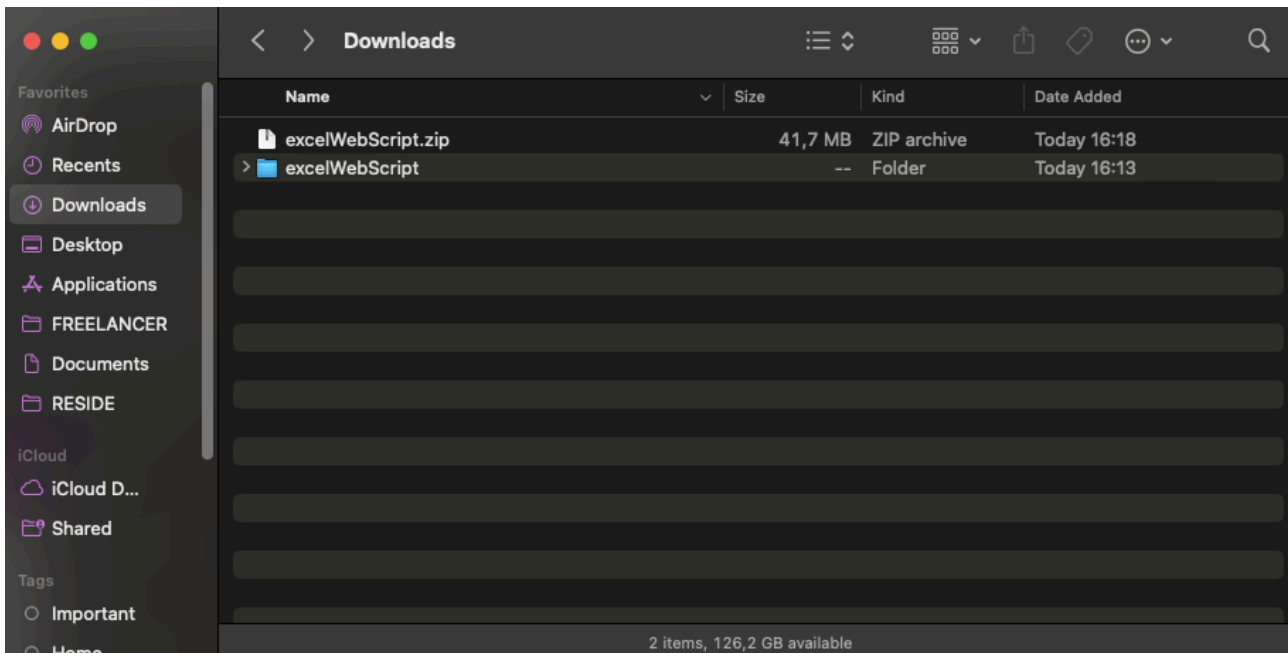 Downloads
Favorites
AirDrop
Recents
Downloads
Desktop
Applications
FREELANCER
Documents
RESIDE
iCloud
iCloud D...
Shared
Tags
Important
Home
Name Size Kind Date Added
excelWebScript.zip 41,7 MB ZIP archive Today 16:18
excelWebScript -- Folder Today 16:13
2 items, 126,2 GB available